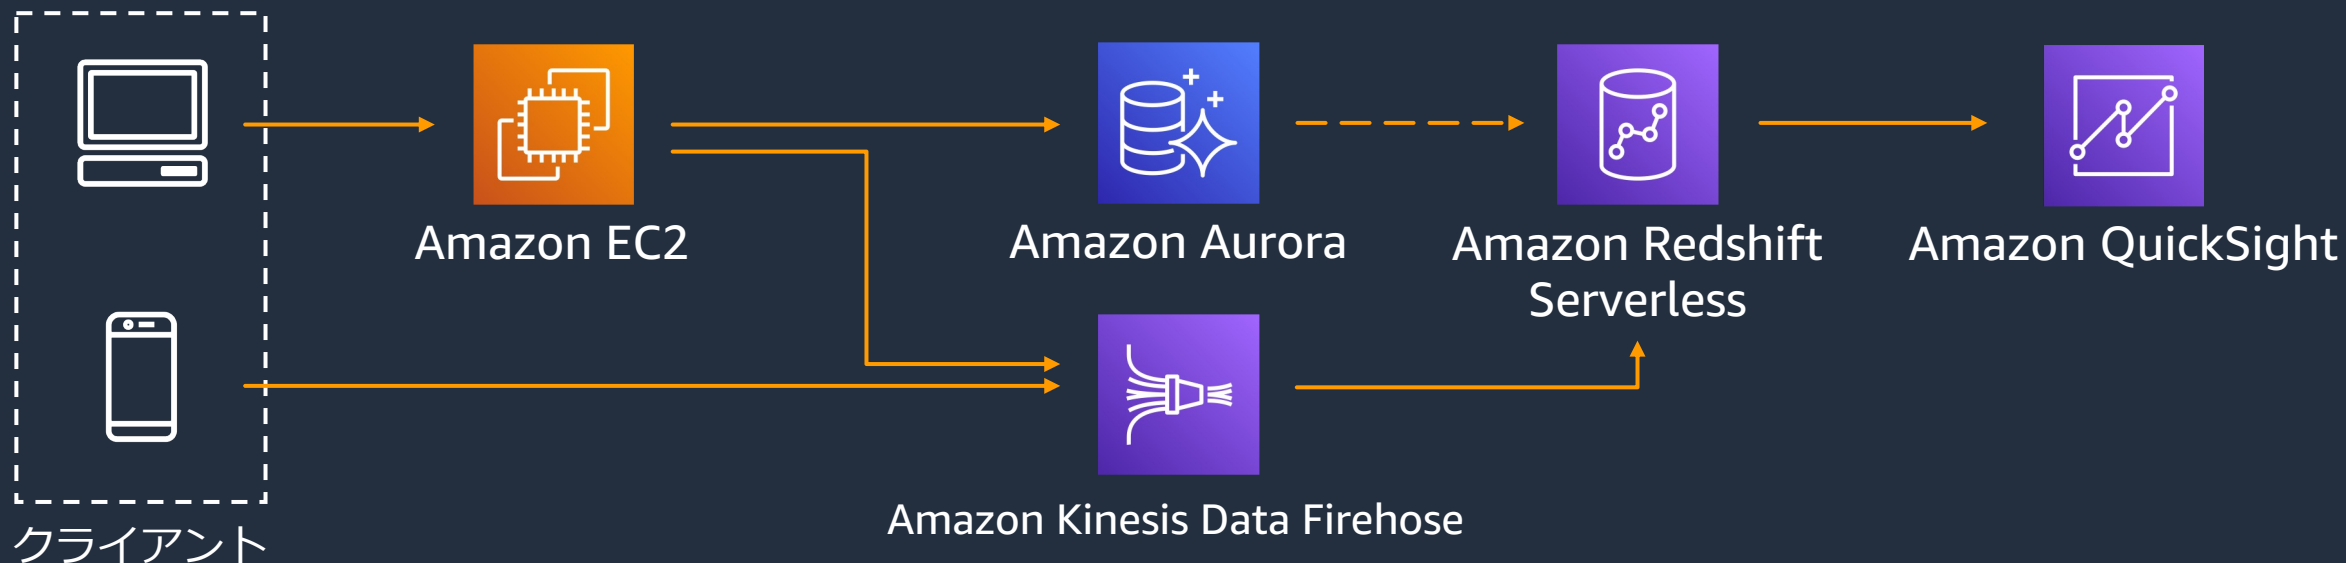 Amazon EC2
Amazon Aurora
Amazon Redshift
Serverless
Amazon QuickSight
Amazon Kinesis Data Firehose
クライアント